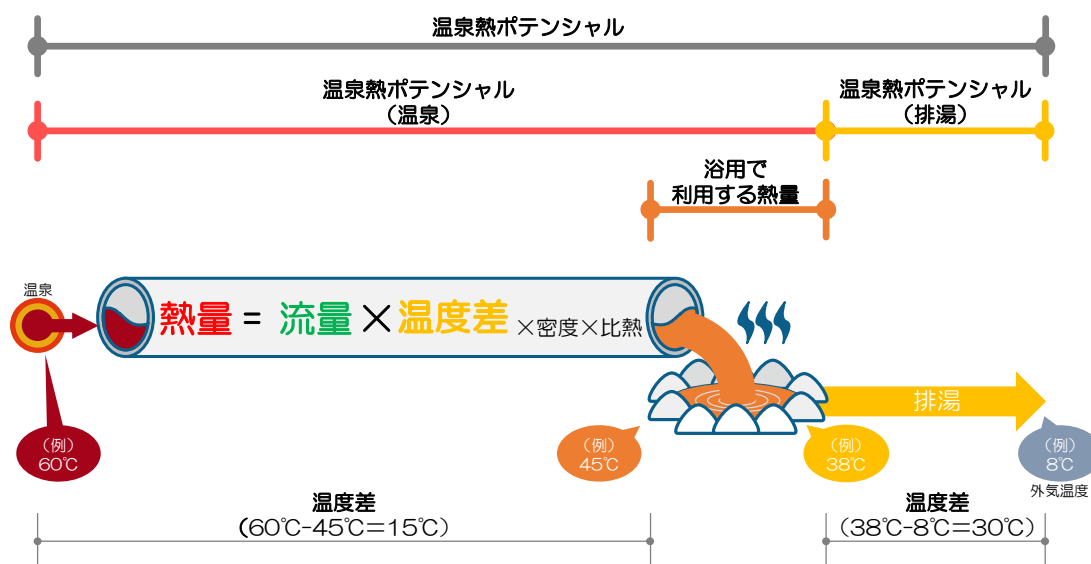 温泉熱ポテンシャル
温泉熱ポテンシャル
（温泉）
温泉熱ポテンシャル
（排湯）
浴用で
利用する熱量
温泉
熱量 = 流量 × 温度差 ×密度×比熱
排湯
（例）
60℃
（例）
45℃
（例）
38℃
（例）
8℃
外気温度
温度差
(60℃-45℃=15℃)
温度差
(38℃-8℃=30℃)